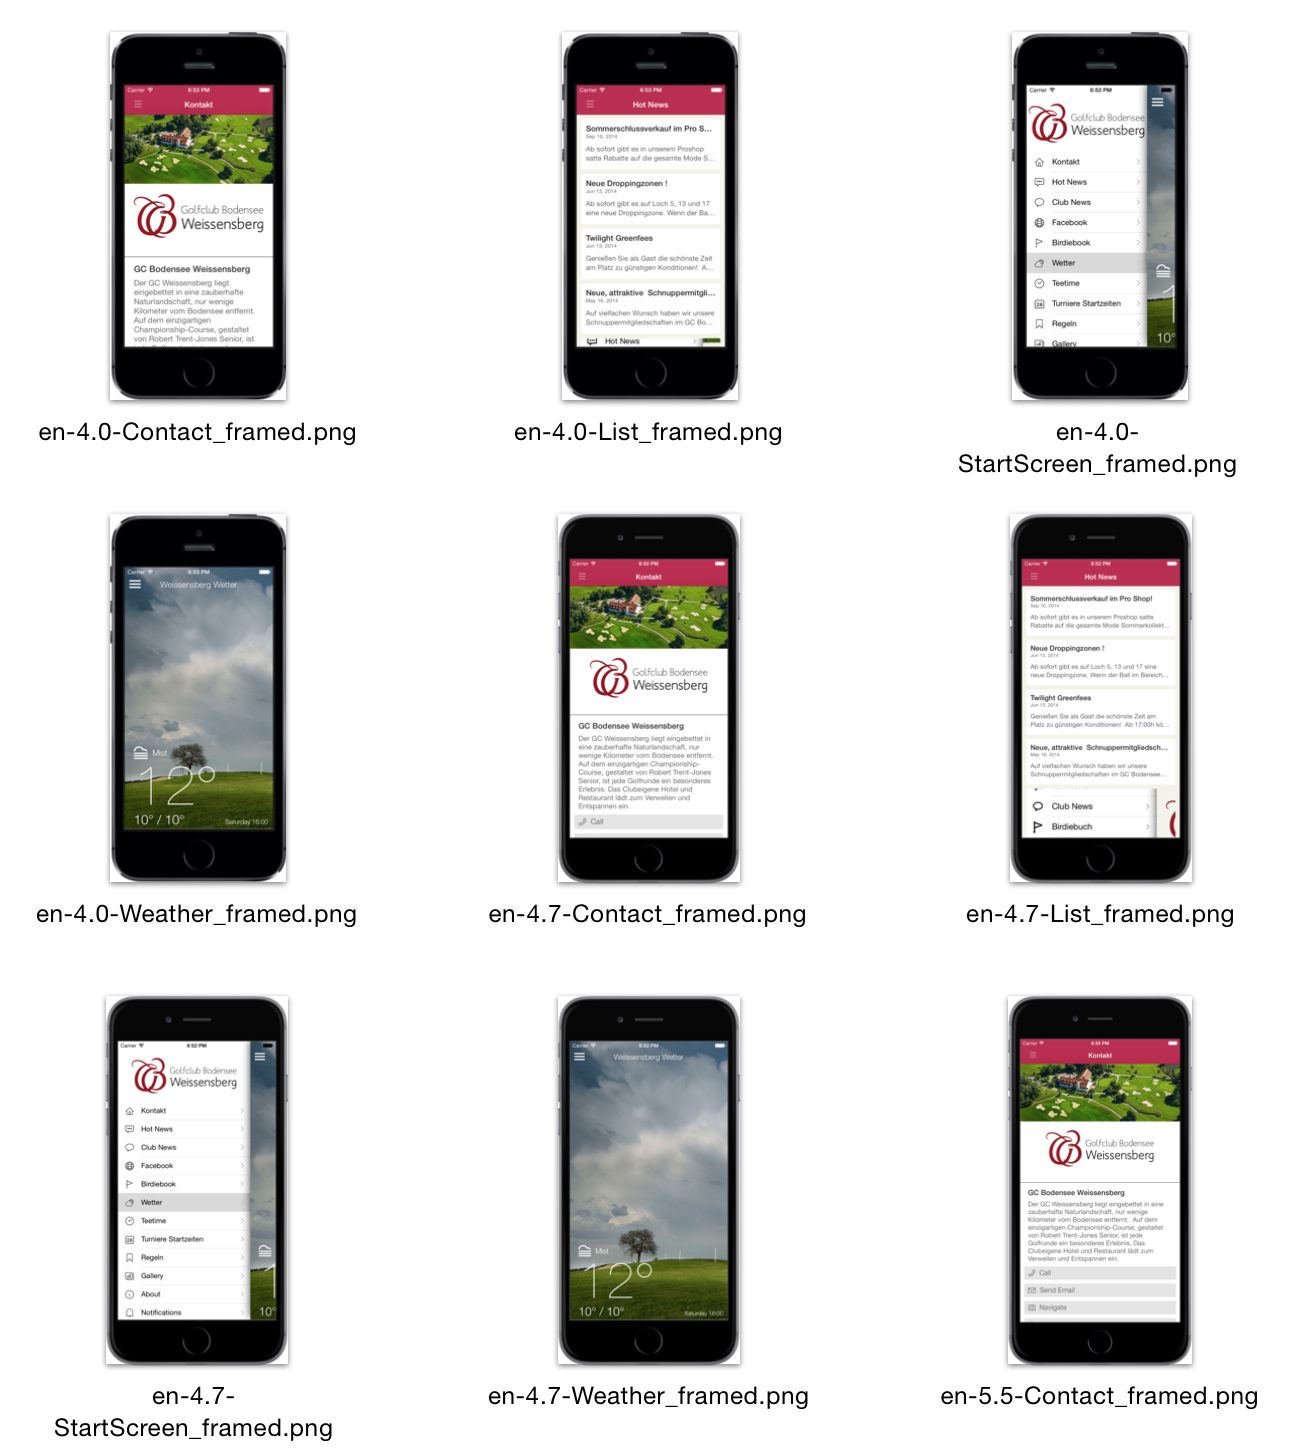 Carrier 6:53 PM
Kontakt
Golfclub Bodensee
Weissensberg
GC Bodensee Weissensberg
Der GC Weissensberg liegt
eingebettet in eine zauberhafte
Naturlandschaft, nur wenige
Kilometer vom Bodensee entfernt.
Auf dem einzigartigen
Championship-Course, gestaltet
von Robert Trent-Jones Senior, ist
en-4.0-Contact_framed.png
Carrier 6:53 PM
Hot News
Sommerschlussverkauf im Pro S...
Sep 10, 2014
Ab sofort gibt es in unserem Proshop
satte Rabatte auf die gesamte Mode S...
Neue Droppingzonen !
Jun 13, 2014
Ab sofort gibt es auf Loch 5, 13 und 17
eine neue Droppingzone. Wenn der Ba...
Twilight Greenfees
Jun 13, 2014
Genießen Sie als Gast die schönste Zeit
am Platz zu günstigen Konditionen! A...
Neue, attraktive Schnuppermitgli...
May 16, 2014
Auf vielfachen Wunsch haben wir unsere
Schnuppermitgliedschaften im GC Bo...
Hot News
en-4.0-List_framed.png
Carrier 6:53 PM
Golfclub Bodensee
Weissensberg
Kontakt
Hot News
Club News
Facebook
Birdiebook
Wetter
Teetime
28 Turniere Startzeiten
Regeln
Gallery
1
10°
en-4.0-
StartScreen_framed.png
Carrier 6:53 PM
Weissensberg Wetter
Mist
12°
10° / 10°
Saturday 16:00
en-4.0-Weather_framed.png
Carrier 6:52 PM
Kontakt
Golfclub Bodensee
Weissensberg
GC Bodensee Weissensberg
Der GC Weissensberg liegt eingebettet in
eine zauberhafte Naturlandschaft, nur
wenige Kilometer vom Bodensee entfernt.
Auf dem einzigartigen Championship-
Course, gestaltet von Robert Trent-Jones
Senior, ist jede Golfrunde ein besonderes
Erlebnis. Das Clubeigene Hotel und
Restaurant lädt zum Verweilen und
Entspannen ein.
Call
en-4.7-Contact_framed.png
Carrier 6:52 PM
Hot News
Sommerschlussverkauf im Pro Shop!
Sep 10, 2014
Ab sofort gibt es in unserem Proshop satte
Rabatte auf die gesamte Mode Sommerkollekt...
Neue Droppingzonen !
Jun 13, 2014
Ab sofort gibt es auf Loch 5, 13 und 17 eine
neue Droppingzone. Wenn der Ball im Bereich...
Twilight Greenfees
Jun 13, 2014
Genießen Sie als Gast die schönste Zeit am
Platz zu günstigen Konditionen! Ab 17:00h kö...
Neue, attraktive Schnuppermitgliedsch...
May 16, 2014
Auf vielfachen Wunsch haben wir unsere
Schnuppermitgliedschaften im GC Bodensee...
Club News
Birdiebuch
en-4.7-List_framed.png
Carrier 6:52 PM
Golfclub Bodensee
Weissensberg
Kontakt
Hot News
Club News
Facebook
Birdiebook
Wetter
Teetime
28 Turniere Startzeiten
Regeln
Gallery
About
Notifications
1
10°
en-4.7-
StartScreen_framed.png
Carrier 6:52 PM
Weissensberg Wetter
Mist
12°
10° / 10°
Saturday 16:00
en-4.7-Weather_framed.png
Carrier 6:50 PM
Kontakt
Golfclub Bodensee
Weissensberg
GC Bodensee Weissensberg
Der GC Weissensberg liegt eingebettet in eine
zauberhafte Naturlandschaft, nur wenige
Kilometer vom Bodensee entfernt. Auf dem
einzigartigen Championship-Course, gestaltet
von Robert Trent-Jones Senior, ist jede
Golfrunde ein besonderes Erlebnis. Das
Clubeigene Hotel und Restaurant lädt zum
Verweilen und Entspannen ein.
Call
Send Email
Navigate
en-5.5-Contact_framed.png